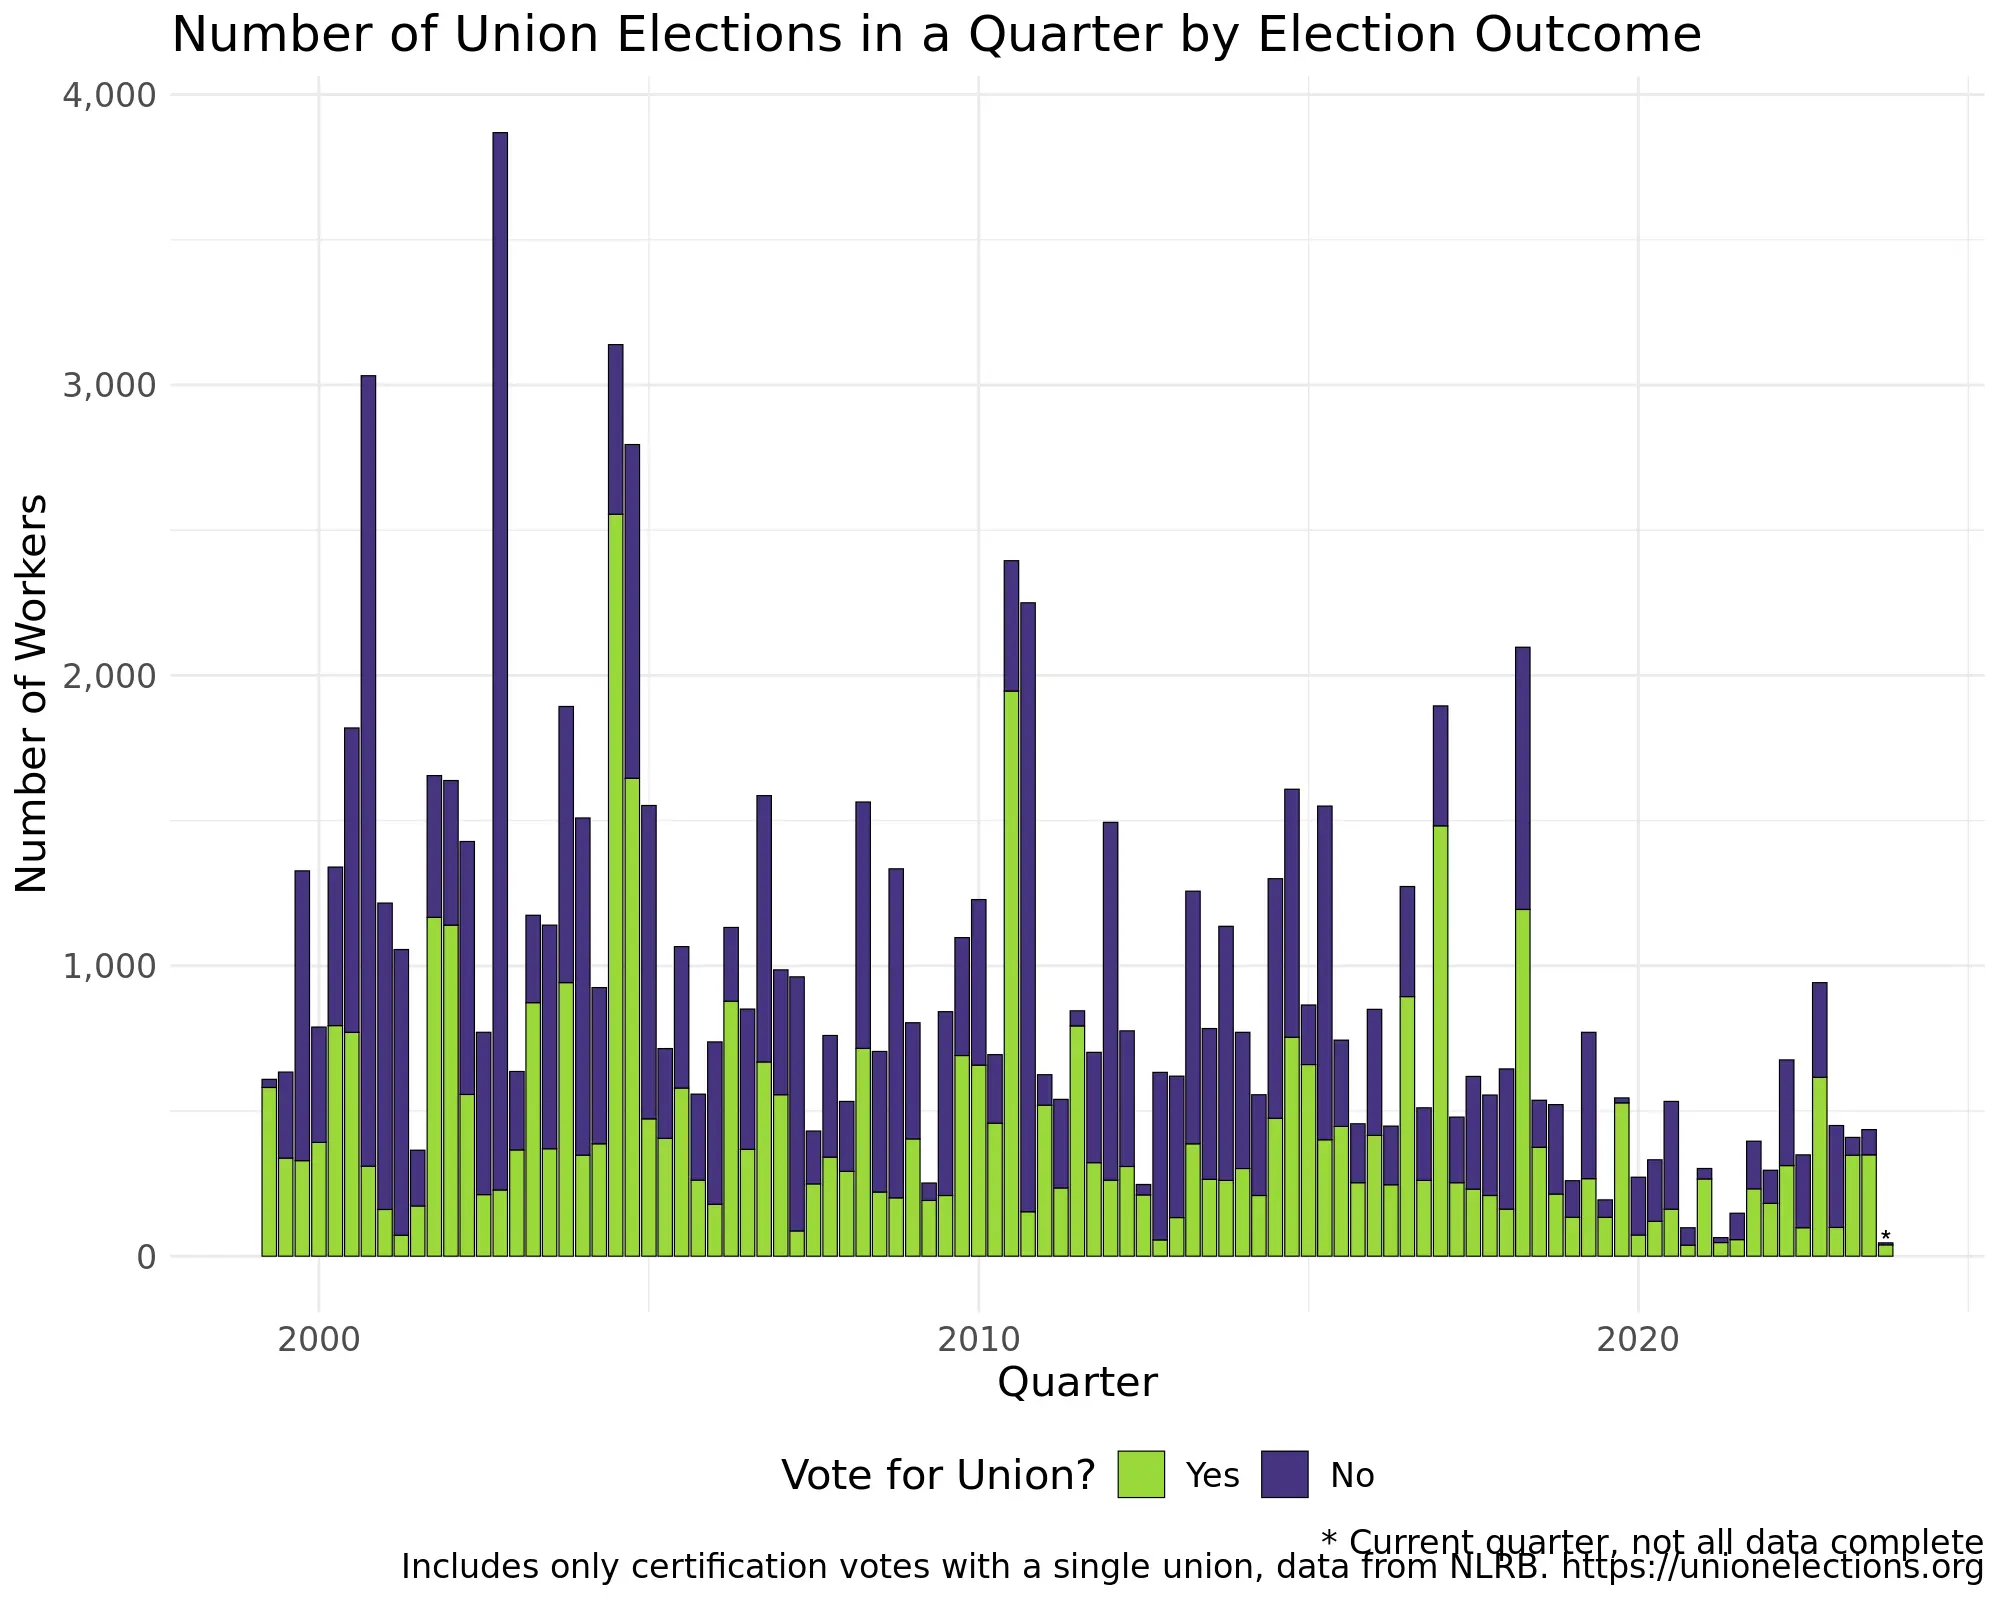 Number of Union Elections in a Quarter by Election Outcome
4,000
3,000
2,000
1,000
0
Number of Workers
*
2000
2010
2020
Quarter
Vote for Union? Yes No
* Current quarter, not all data complete
Includes only certification votes with a single union, data from NLRB. https://unionelections.org